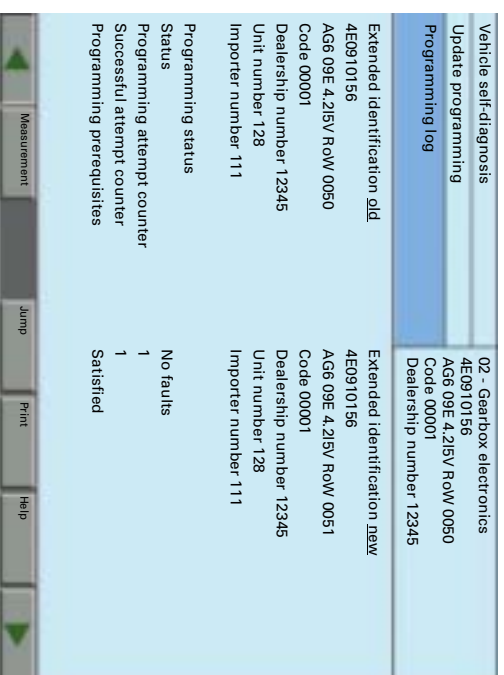 Vehicle self-diagnosis
Update programming
Programming log
02 - Gearbox electronics
4E0910156
AG6 09E 4.2l5V RoW 0050
Code 00001
Dealership number 12345
Extended identification old
4E0910156
AG6 09E 4.2l5V RoW 0050
Code 00001
Dealership number 12345
Unit number 128
Importer number 111
Extended identification new
4E0910156
AG6 09E 4.2l5V RoW 0051
Code 00001
Dealership number 12345
Unit number 128
Importer number 111
Programming status
Status No faults
Programming attempt counter 1
Successful attempt counter 1
Programming prerequisites Satisfied
Measurement
Jump
Print
Help